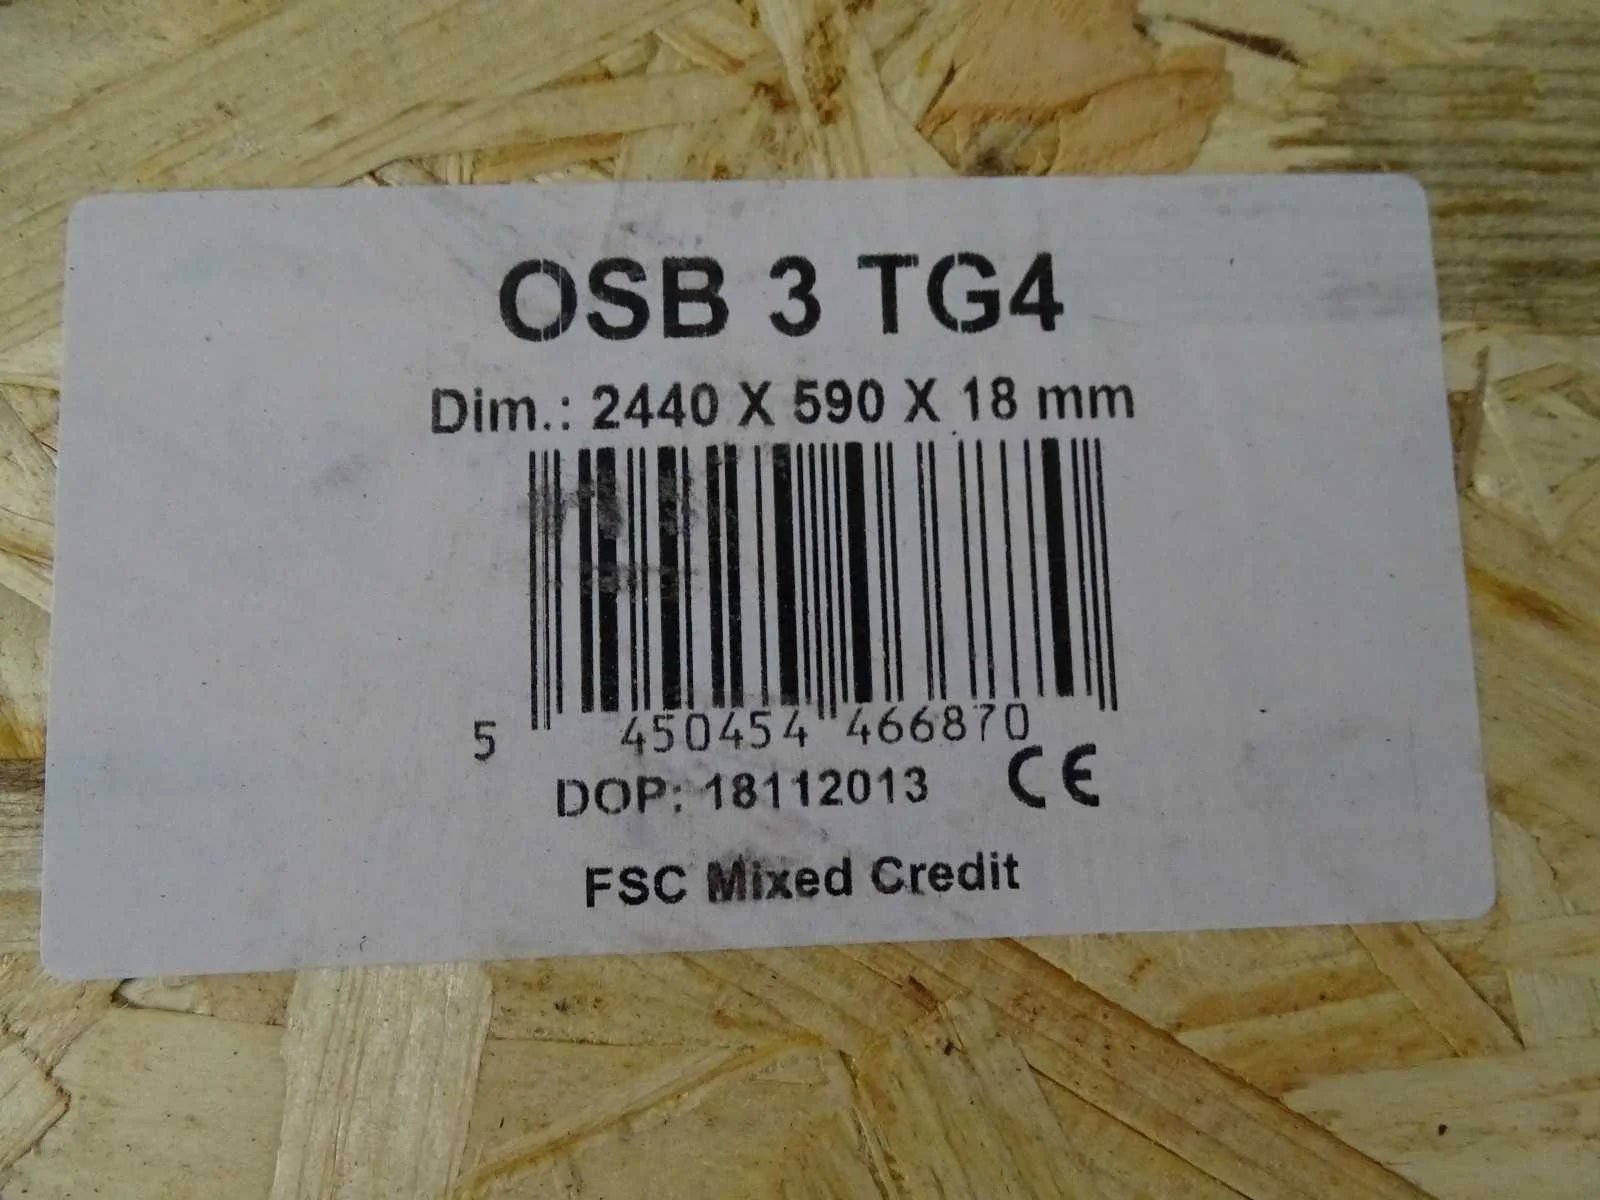 OSB 3 TG4
Dim.: 2440 X 590 X 18 mm
5 450454 466870
DOP: 18112013 CE
FSC Mixed Credit